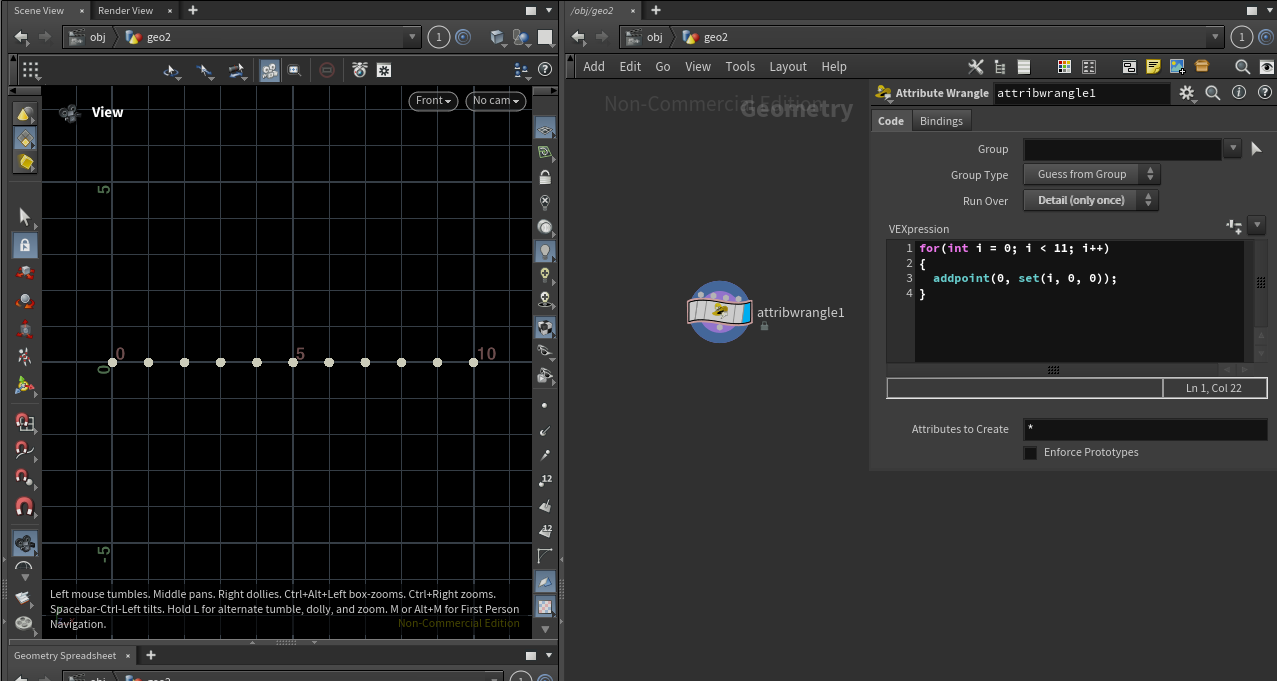 Scene View × Render View × +
/obj/geo2 × +
obj geo2 1
obj geo2 1
Add Edit Go View Tools Layout Help
View
Front
No cam
5
0
5
10
0
-5
12
12
Left mouse tumbles. Middle pans. Right dollies. Ctrl+Alt+Left box-zooms. Ctrl+Right zooms.
Spacebar-Ctrl-Left tilts. Hold L for alternate tumble, dolly, and zoom. M or Alt+M for First Person
Navigation.
Non-Commercial Edition
Geometry Spreadsheet × +
obj geo2 1
Non-Commercial Edition
Geometry
attribwrangle1
Attribute Wrangle attribwrangle1
Code Bindings
Group
Group Type Guess from Group
Run Over Detail (only once)
VEXpression
1 for(int i = 0; i < 11; i++)
2 {
3 addpoint(0, set(i, 0, 0));
4 }
Ln 1, Col 22
Attributes to Create *
Enforce Prototypes